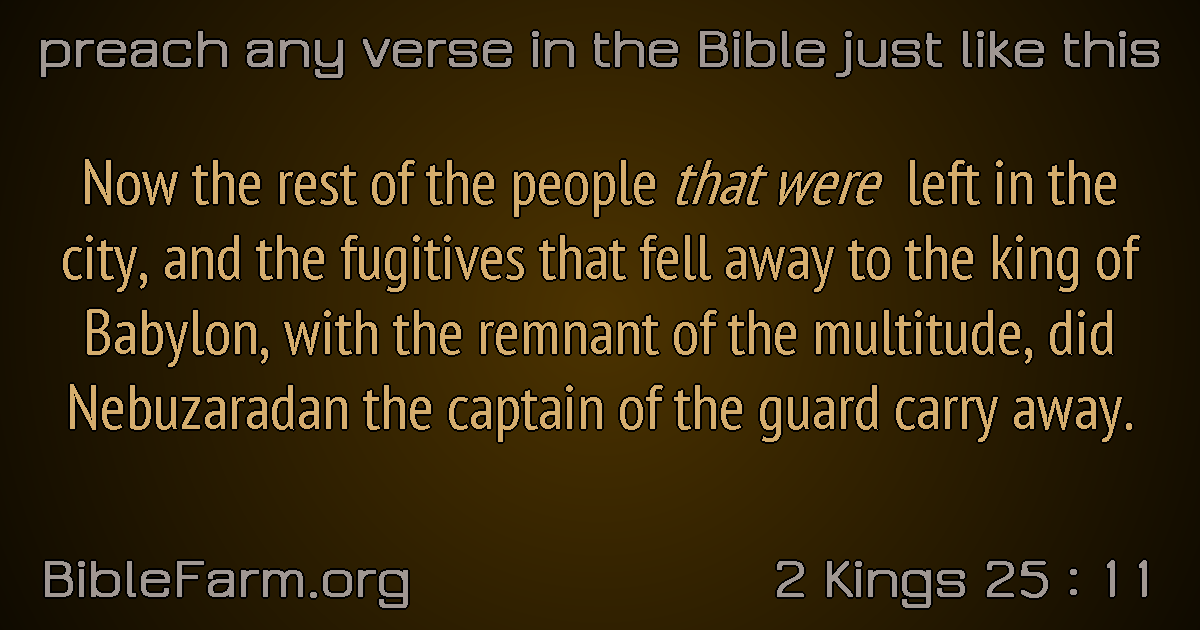 preach any verse in the Bible just like this
Now the rest of the people that were left in the
city, and the fugitives that fell away to the king of
Babylon, with the remnant of the multitude, did
Nebuzaradan the captain of the guard carry away.
BibleFarm.org
2 Kings 25 : 11